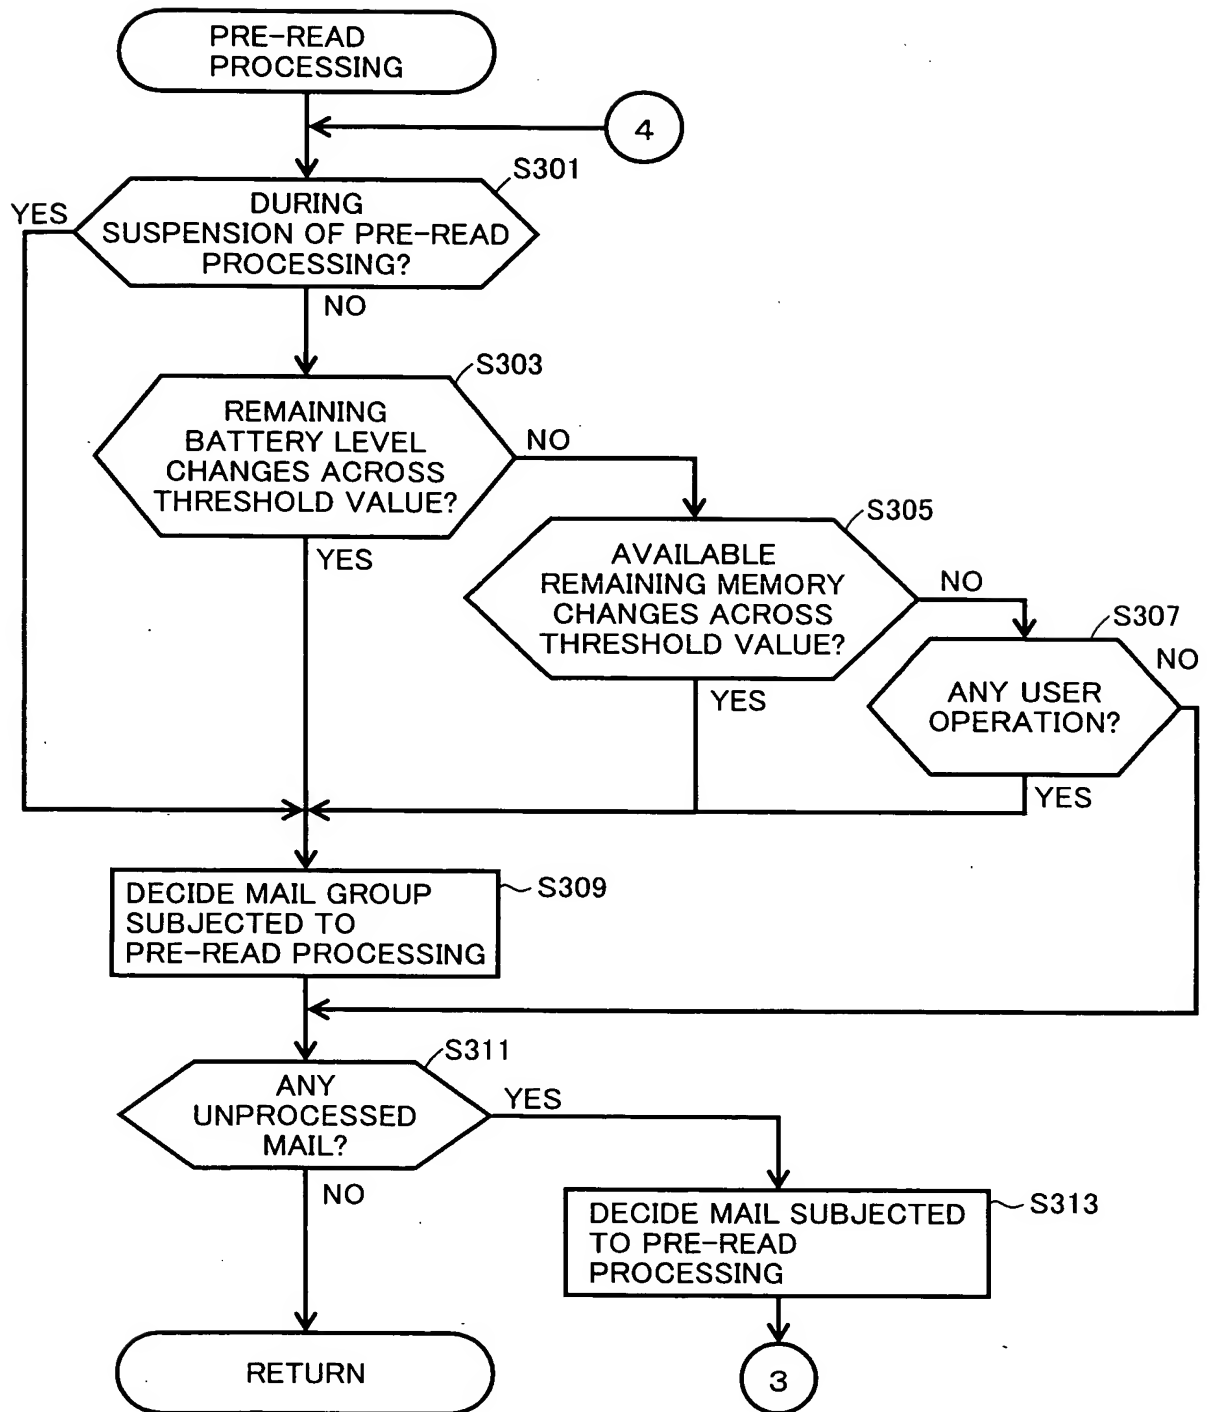 PRE-READ
PROCESSING
4
S301
YES
DURING
SUSPENSION OF PRE-READ
PROCESSING?
NO
S303
REMAINING
BATTERY LEVEL
CHANGES ACROSS
THRESHOLD VALUE?
NO
YES
S305
AVAILABLE
REMAINING MEMORY
CHANGES ACROSS
THRESHOLD VALUE?
NO
YES
S307
NO
ANY USER
OPERATION?
YES
DECIDE MAIL GROUP
SUBJECTED TO
PRE-READ PROCESSING
S309
S311
ANY
UNPROCESSED
MAIL?
YES
NO
DECIDE MAIL SUBJECTED
TO PRE-READ
PROCESSING
S313
RETURN
3